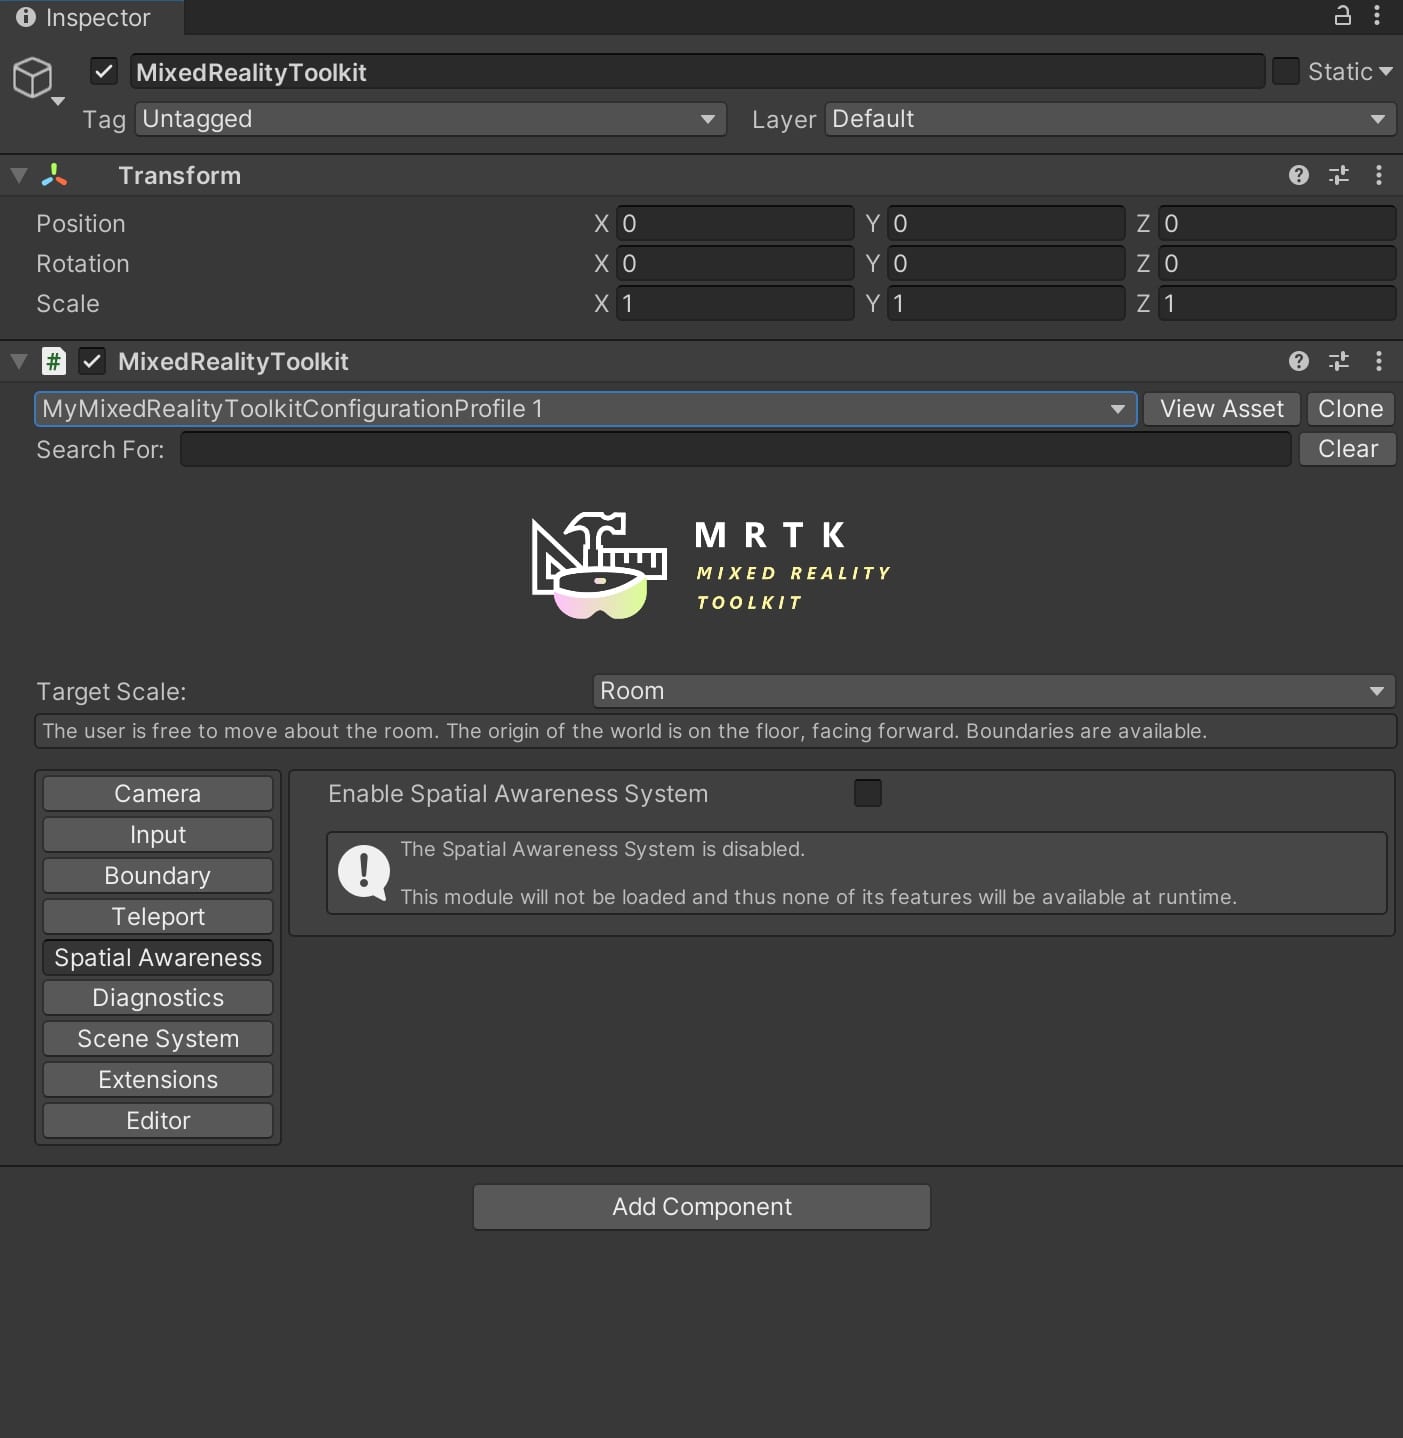 Inspector
MixedRealityToolkit
Static
Tag Untagged Layer Default
Transform
Position X 0 Y 0 Z 0
Rotation X 0 Y 0 Z 0
Scale X 1 Y 1 Z 1
# MixedRealityToolkit
MyMixedRealityToolkitConfigurationProfile 1 View Asset Clone
Search For: Clear
MRTK
MIXED REALITY
TOOLKIT
Target Scale: Room
The user is free to move about the room. The origin of the world is on the floor, facing forward. Boundaries are available.
Camera
Input
Boundary
Teleport
Spatial Awareness
Diagnostics
Scene System
Extensions
Editor
Enable Spatial Awareness System
The Spatial Awareness System is disabled.
This module will not be loaded and thus none of its features will be available at runtime.
Add Component